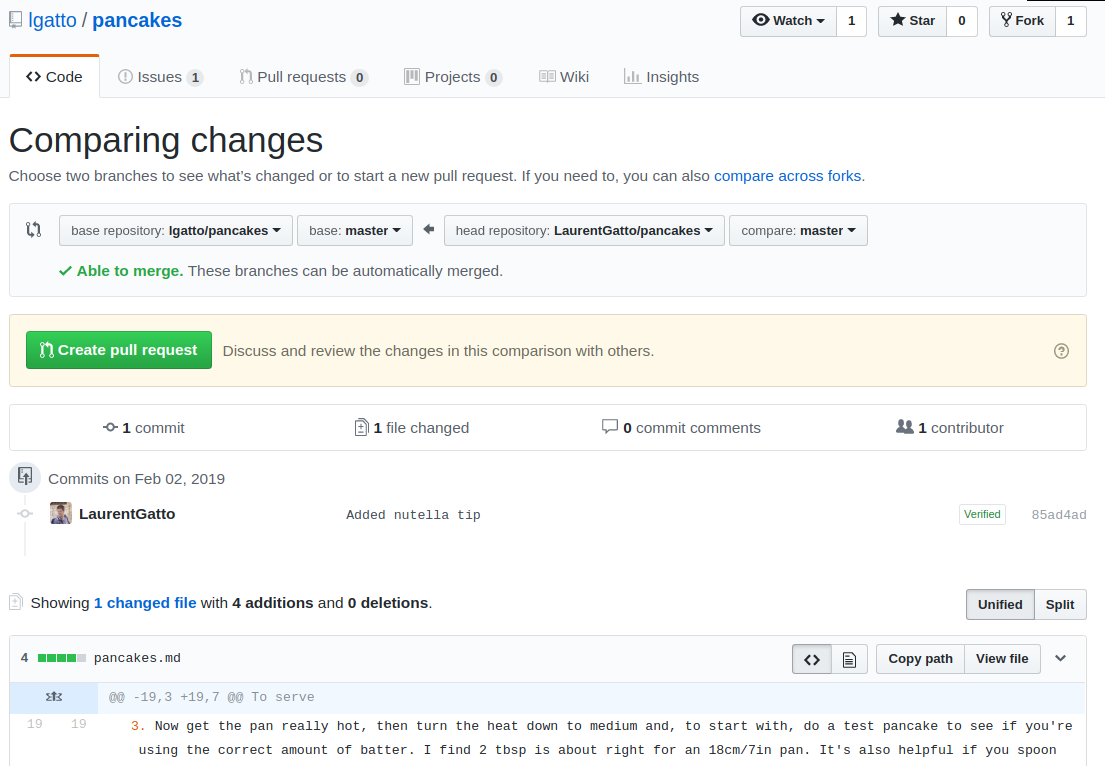 lgatto / pancakes
Watch 1 Star 0 Fork 1
Code Issues 1 Pull requests 0 Projects 0 Wiki Insights
Comparing changes
Choose two branches to see what's changed or to start a new pull request. If you need to, you can also compare across forks.
base repository: lgatto/pancakes base: master head repository: LaurentGatto/pancakes compare: master
Able to merge. These branches can be automatically merged.
Create pull request Discuss and review the changes in this comparison with others.
1 commit 1 file changed 0 commit comments 1 contributor
Commits on Feb 02, 2019
LaurentGatto Added nutella tip Verified 85ad4ad
Showing 1 changed file with 4 additions and 0 deletions. Unified Split
4 pancakes.md Copy path View file
@@ -19,3 +19,7 @@ To serve
19 19 3. Now get the pan really hot, then turn the heat down to medium and, to start with, do a test pancake to see if you're
using the correct amount of batter. I find 2 tbsp is about right for an 18cm/7in pan. It's also helpful if you spoon